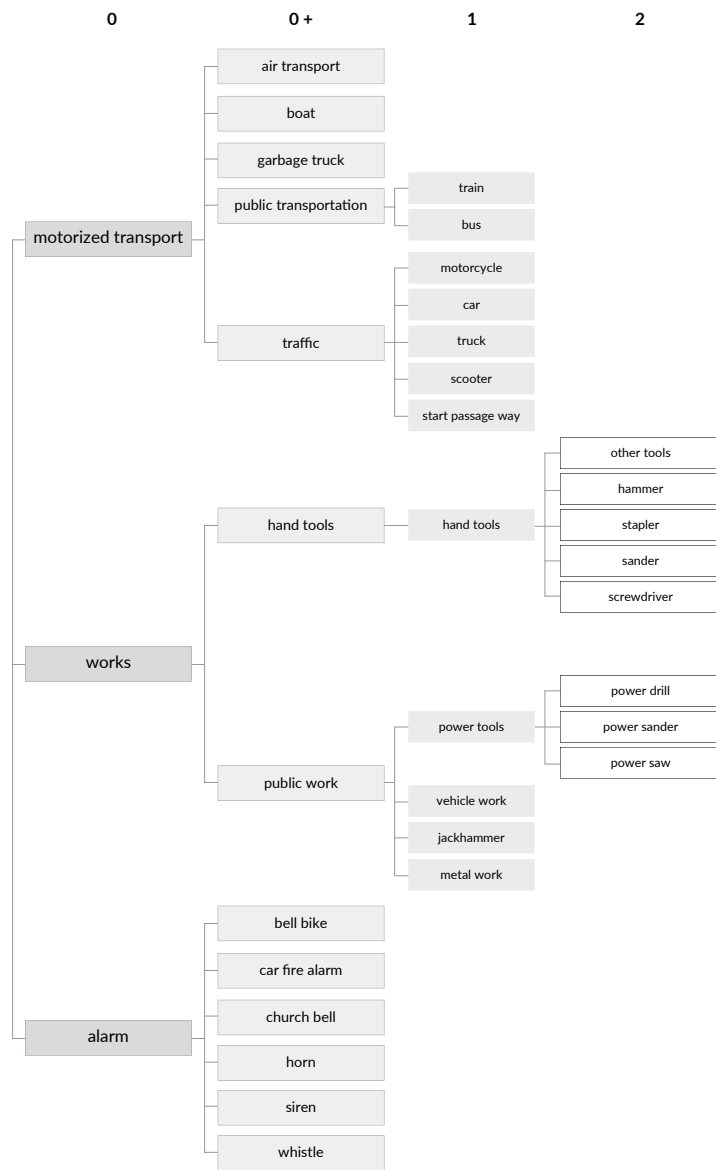 0 0 + 1 2
air transport
boat
garbage truck
train
public transportation
bus
motorized transport
motorcycle
car
traffic
truck
scooter
start passage way
other tools
hammer
hand tools
hand tools
stapler
sander
screwdriver
works
power drill
power tools
power sander
power saw
public work
vehicle work
jackhammer
metal work
bell bike
car fire alarm
church bell
alarm
horn
siren
whistle